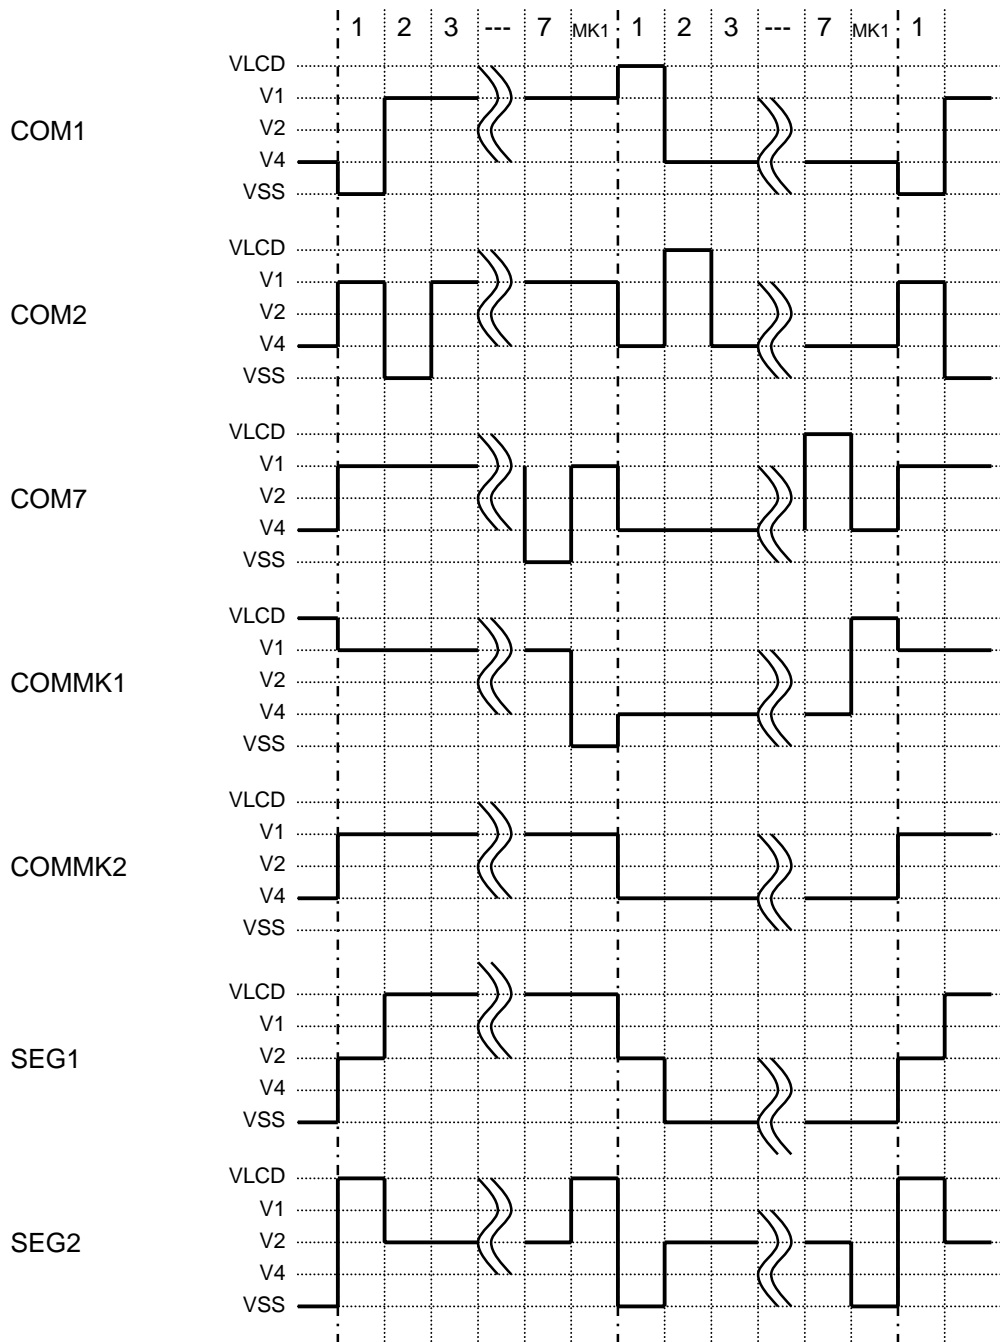 1 2 3 --- 7 MK1 1 2 3 --- 7 MK1 1
COM1
VLCD
V1
V2
V4
VSS
COM2
VLCD
V1
V2
V4
VSS
COM7
VLCD
V1
V2
V4
VSS
COMMK1
VLCD
V1
V2
V4
VSS
COMMK2
VLCD
V1
V2
V4
VSS
SEG1
VLCD
V1
V2
V4
VSS
SEG2
VLCD
V1
V2
V4
VSS